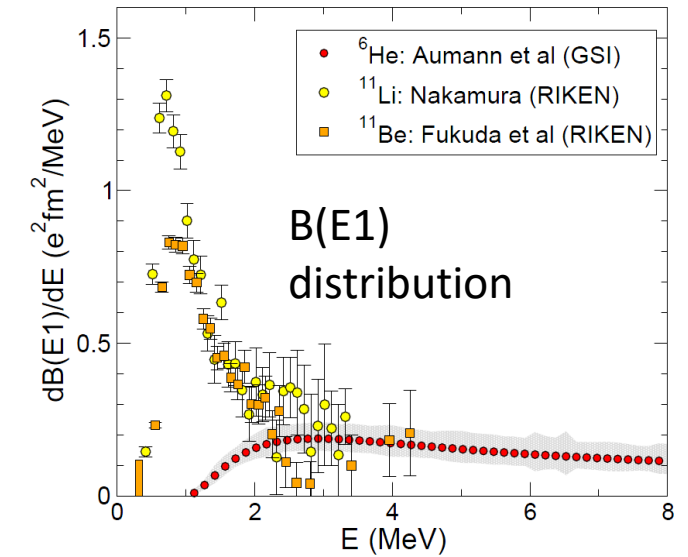 1.5
1
0.5
0
dB(E1)/dE (e²fm²/MeV)
⁶He: Aumann et al (GSI)
¹¹Li: Nakamura (RIKEN)
¹¹Be: Fukuda et al (RIKEN)
B(E1)
distribution
0 2 4 6 8
E (MeV)